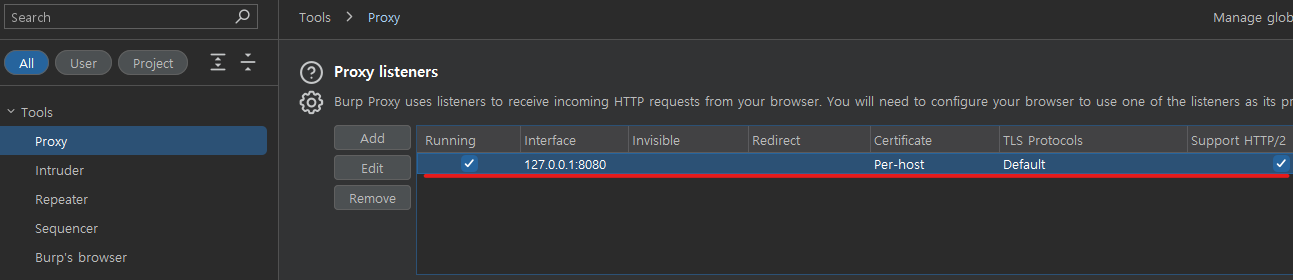 Search
Tools > Proxy
Manage glob
All User Project
Proxy listeners
Burp Proxy uses listeners to receive incoming HTTP requests from your browser. You will need to configure your browser to use one of the listeners as its pr
Tools
Proxy
Intruder
Repeater
Sequencer
Burp's browser
Add
Edit
Remove
Running Interface Invisible Redirect Certificate TLS Protocols Support HTTP/2
127.0.0.1:8080 Per-host Default